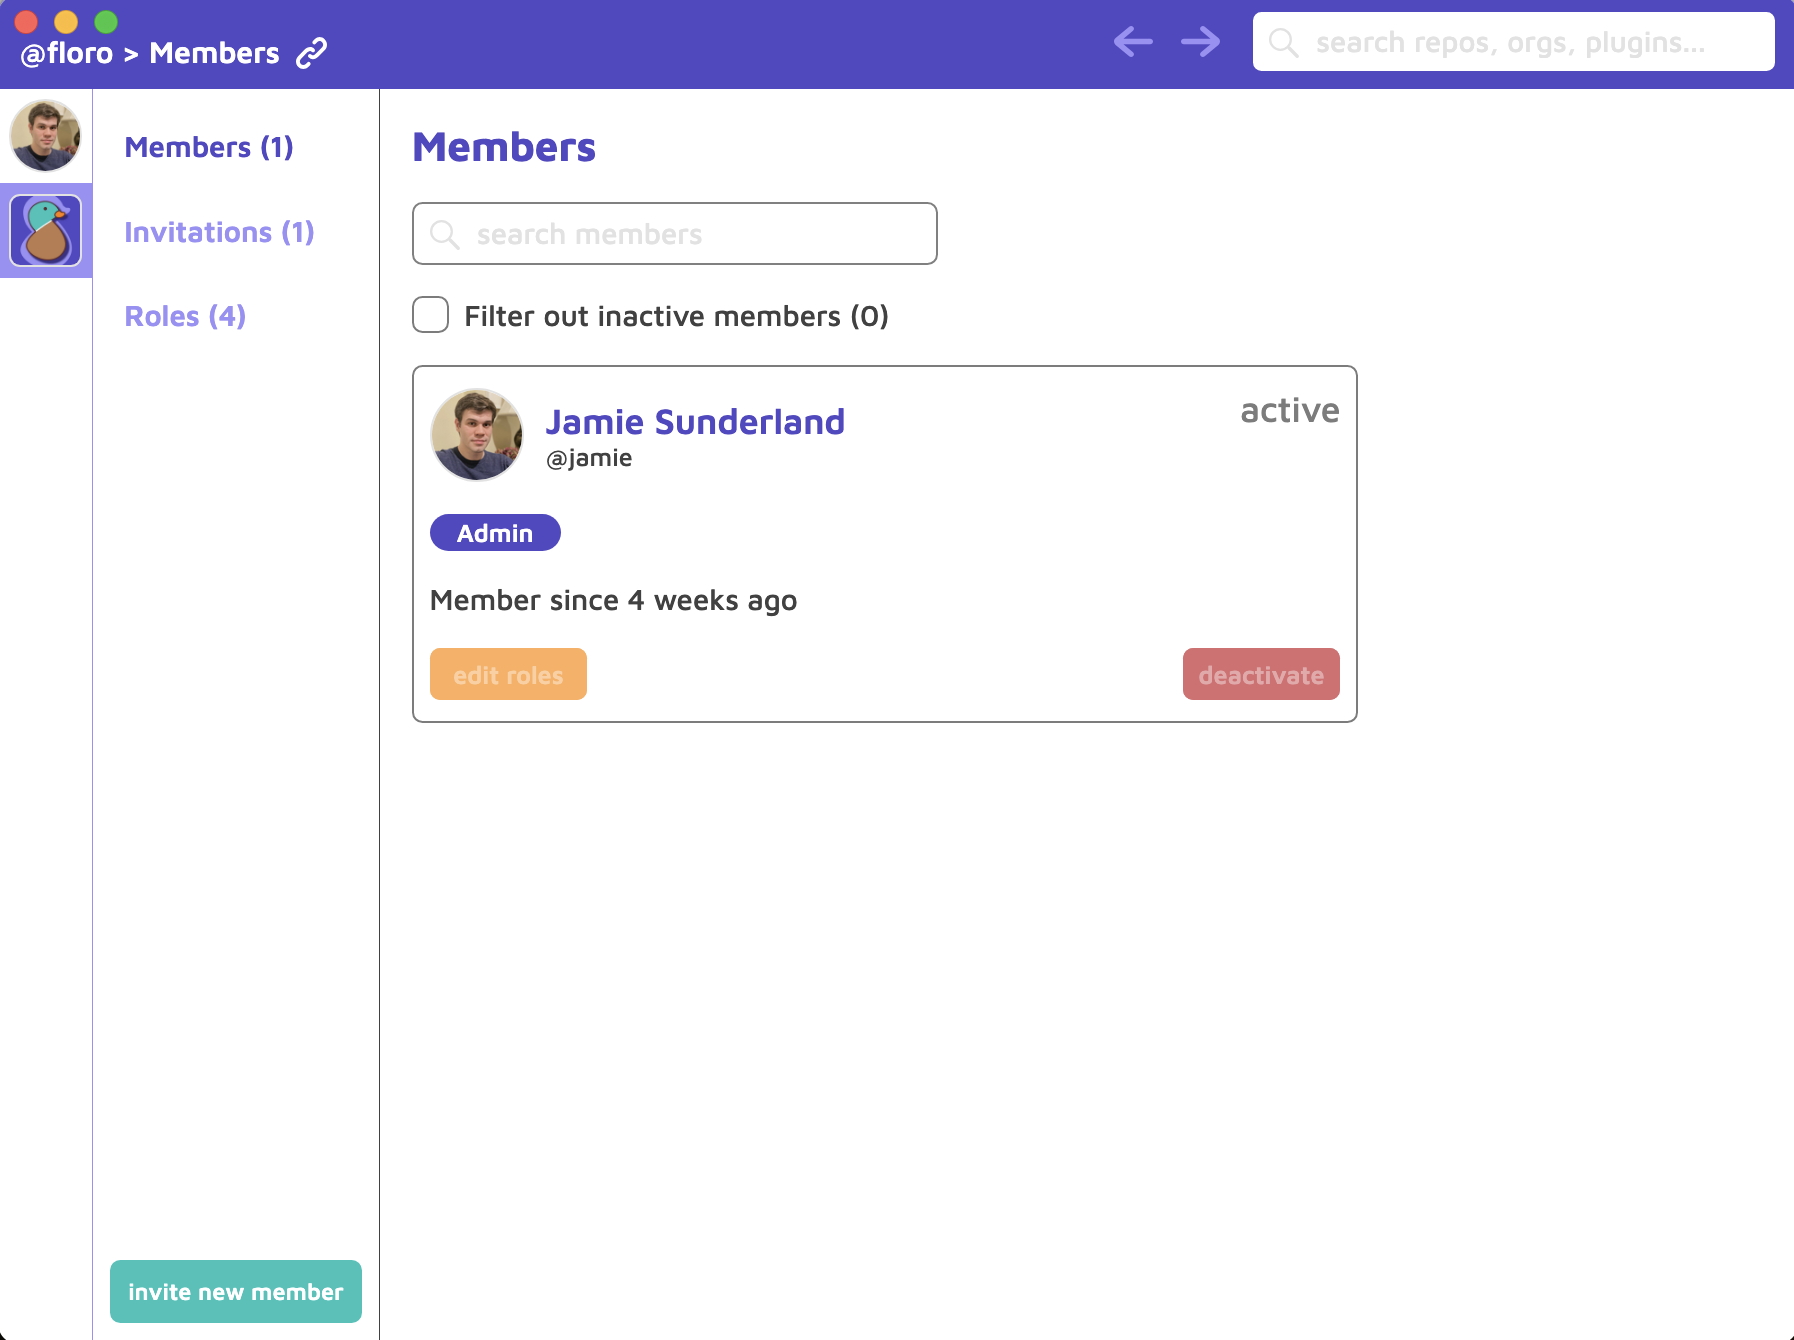 @floro > Members
search repos, orgs, plugins...
Members (1)
Invitations (1)
Roles (4)
Members
search members
Filter out inactive members (0)
Jamie Sunderland
active
@jamie
Admin
Member since 4 weeks ago
edit roles
deactivate
invite new member